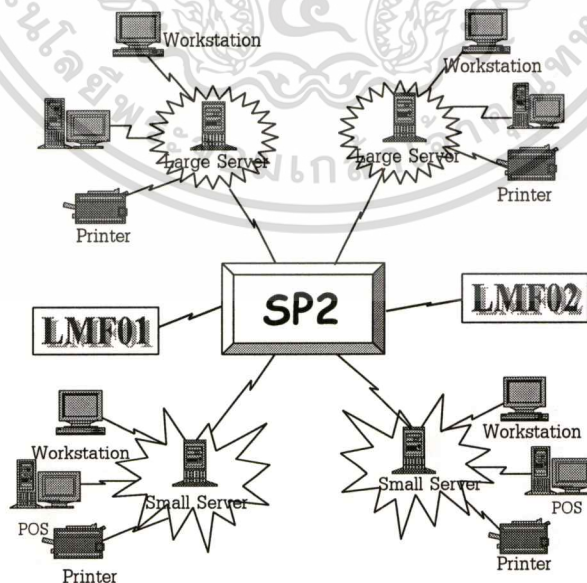 Workstation
Workstation
Large Server
Large Server
Printer
Printer
SP2
LMF01
LMF02
Workstation
Workstation
Small Server
Small Server
POS
POS
Printer
Printer